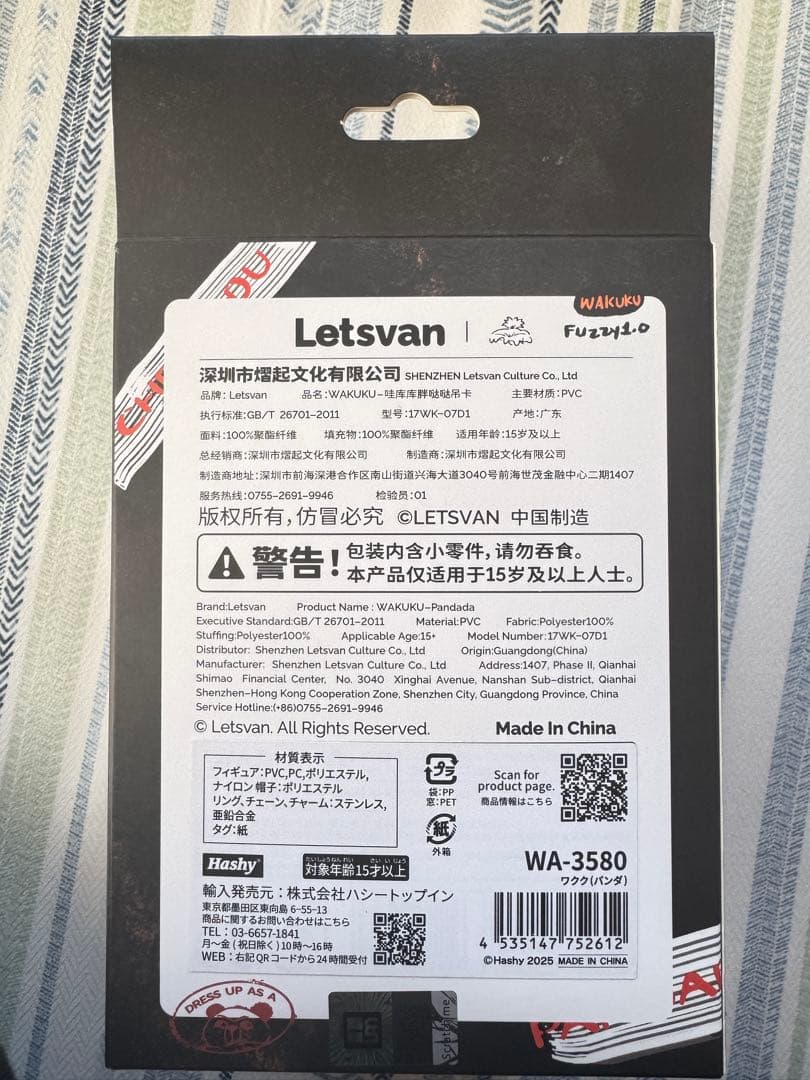 WAKUKU
Fuzzy1.0
Letsvan
深圳市熠起文化有限公司 SHENZHEN Letsvan Culture Co., Ltd
品牌: Letsvan 品名:WAKUKU-哇库库胖哒哒吊卡 主要材质:PVC
执行标准:GB/T 26701-2011 型号:17WK-07D1 产地:广东
面料:100%聚酯纤维 填充物:100%聚酯纤维 适用年龄:15岁及以上
总经销商:深圳市熠起文化有限公司 制造商:深圳市熠起文化有限公司
制造商地址:深圳市前海深港合作区南山街道兴海大道3040号前海世茂金融中心二期1407
服务热线:0755-2691-9946 检验员:01
版权所有,仿冒必究 ©LETSVAN 中国制造
警告! 包装内含小零件,请勿吞食。
本产品仅适用于15岁及以上人士。
Brand:Letsvan Product Name : WAKUKU-Pandada
Executive Standard:GB/T 26701-2011 Material:PVC Fabric:Polyester100%
Stuffing:Polyester100% Applicable Age:15+ Model Number:17WK-07D1
Distributor: Shenzhen Letsvan Culture Co., Ltd Origin:Guangdong(China)
Manufacturer: Shenzhen Letsvan Culture Co., Ltd Address:1407, Phase II, Qianhai
Shimao Financial Center, No. 3040 Xinghai Avenue, Nanshan Sub-district, Qianhai
Shenzhen-Hong Kong Cooperation Zone, Shenzhen City, Guangdong Province, China
Service Hotline:(+86)0755-2691-9946
© Letsvan. All Rights Reserved. Made In China
材質表示
フィギュア:PVC,PC,ポリエステル,
ナイロン 帽子:ポリエステル
リング、チェーン、チャーム:ステンレス,
亜鉛合金
タグ:紙
プラ
袋:PP
窓:PET
紙
外箱
Scan for
product page.
商品情報はこちら
Hashy
たいしょうねんれい さい いじょう
対象年齢15才以上
WA-3580
ワクク(パンダ)
輸入発売元:株式会社ハシートップイン
東京都墨田区東向島 6-55-13
商品に関するお問い合わせはこちら
TEL:03-6657-1841
月~金(祝日除く)10時~16時
WEB:右記QRコードから24時間受付
4 535147 752612
©Hashy 2025 MADE IN CHINA
DRESS UP AS A
Scratch me